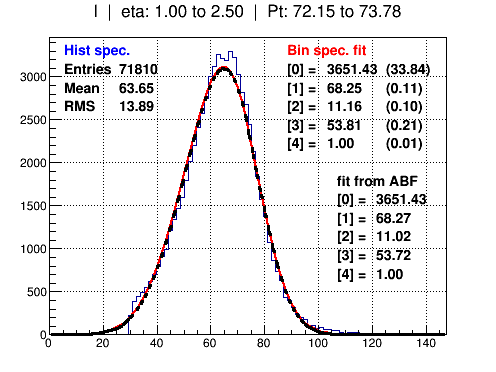 I | eta: 1.00 to 2.50 | Pt: 72.15 to 73.78
Hist spec.
Entries 71810
Mean 63.65
RMS 13.89
Bin spec. fit
[0] = 3651.43 (33.84)
[1] = 68.25 (0.11)
[2] = 11.16 (0.10)
[3] = 53.81 (0.21)
[4] = 1.00 (0.01)
fit from ABF
[0] = 3651.43
[1] = 68.27
[2] = 11.02
[3] = 53.72
[4] = 1.00
3000
2500
2000
1500
1000
500
0
0 20 40 60 80 100 120 140